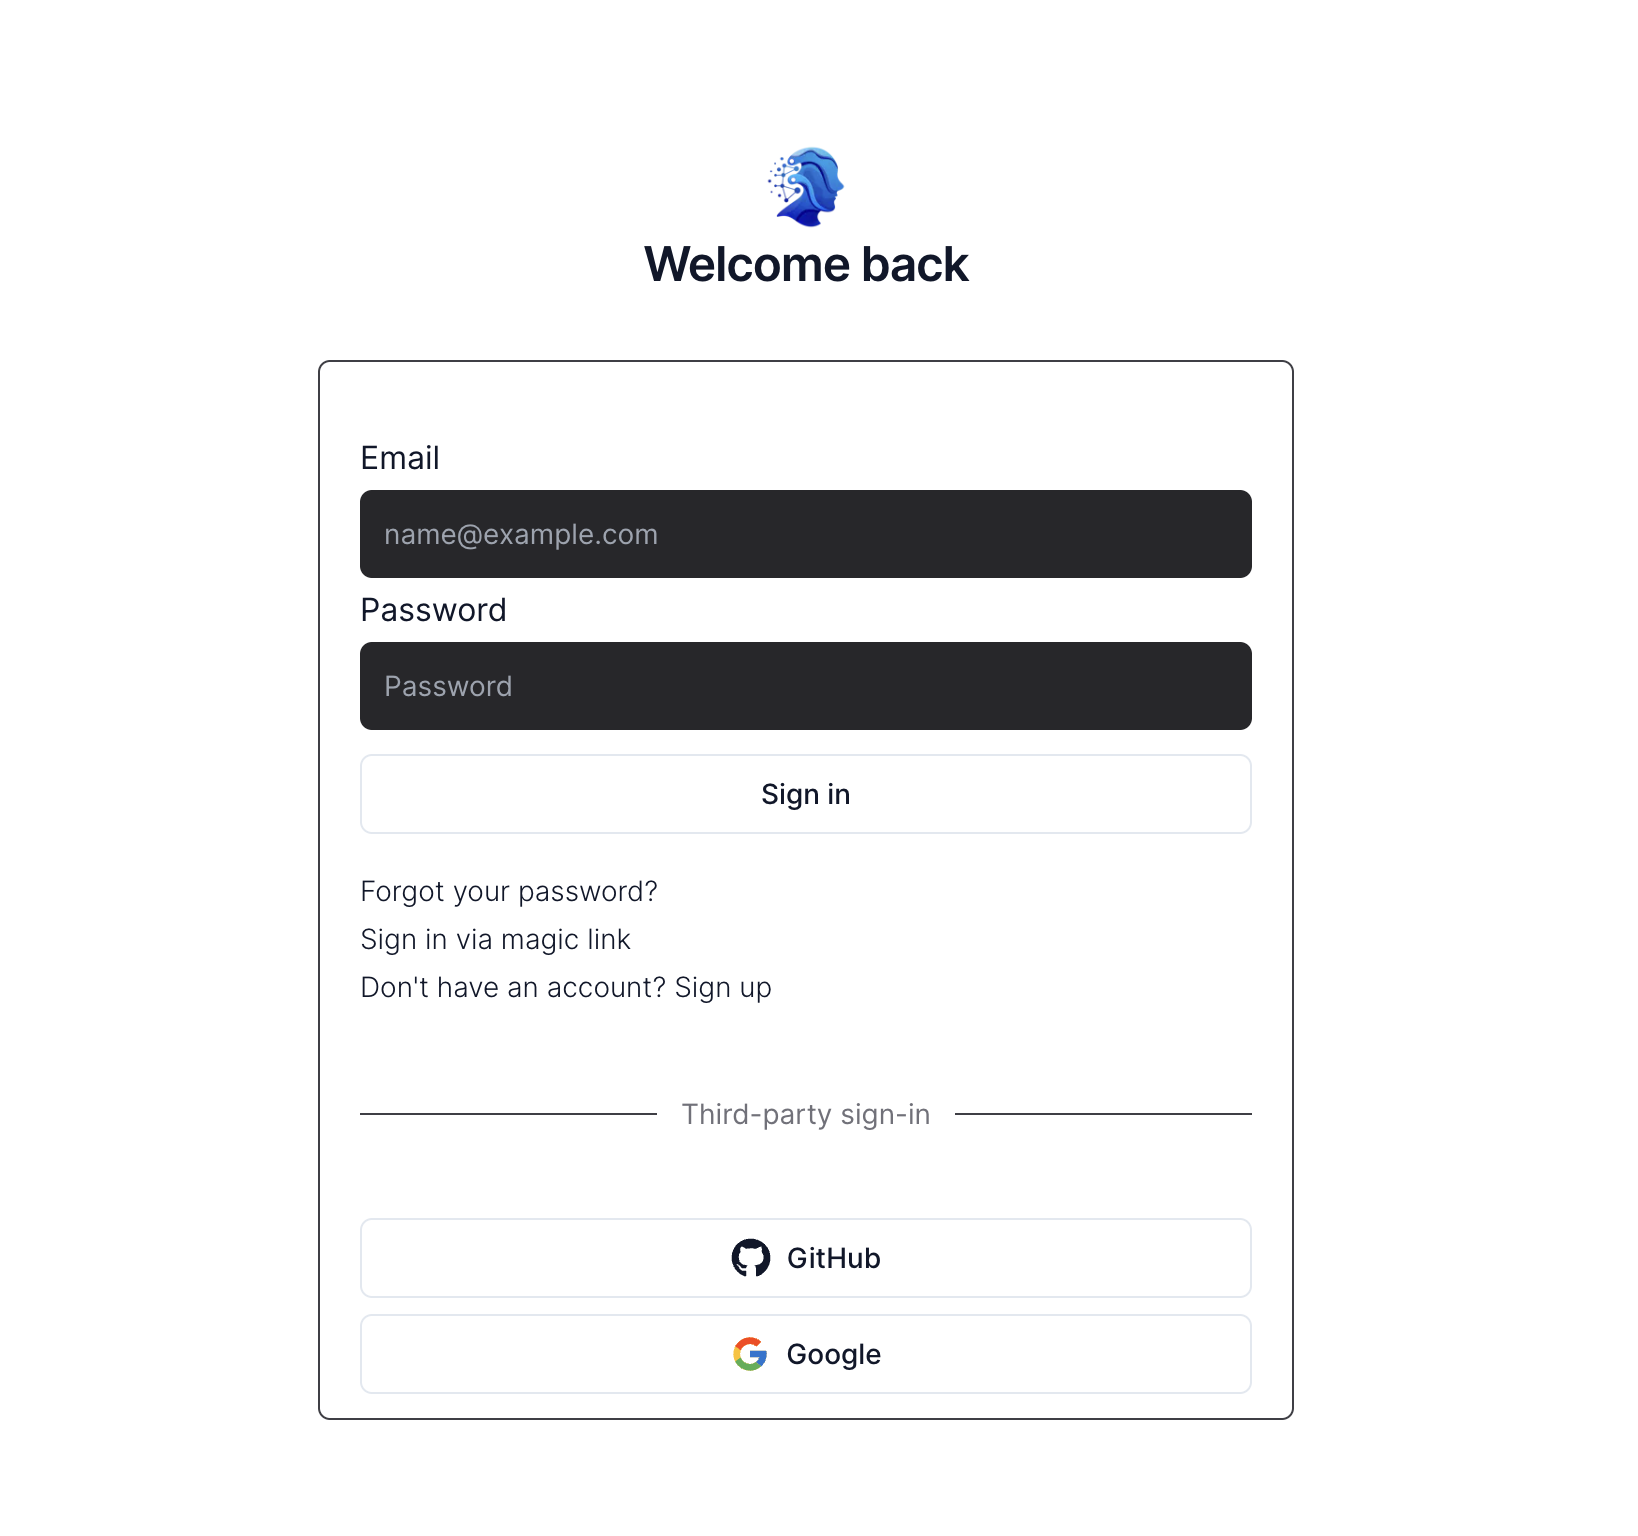 Welcome back
Email
name@example.com
Password
Password
Sign in
Forgot your password?
Sign in via magic link
Don't have an account? Sign up
Third-party sign-in
GitHub
Google